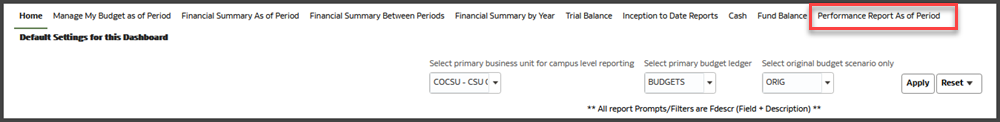 Home Manage My Budget as of Period Financial Summary As of Period Financial Summary Between Periods Financial Summary by Year Trial Balance Inception to Date Reports Cash Fund Balance Performance Report As of Period
Default Settings for this Dashboard
Select primary business unit for campus level reporting Select primary budget ledger Select original budget scenario only
COCSU - CSU BUDGETS ORIG Apply Reset
** All report Prompts/Filters are Fdescr (Field + Description) **